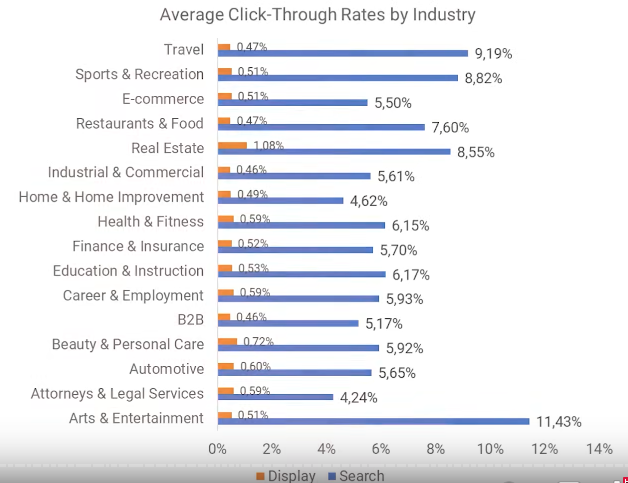 Average Click-Through Rates by Industry
Travel 0,47% 9,19%
Sports & Recreation 0,51% 8,82%
E-commerce 0,51% 5,50%
Restaurants & Food 0,47% 7,60%
Real Estate 1,08% 8,55%
Industrial & Commercial 0,46% 5,61%
Home & Home Improvement 0,49% 4,62%
Health & Fitness 0,59% 6,15%
Finance & Insurance 0,52% 5,70%
Education & Instruction 0,53% 6,17%
Career & Employment 0,59% 5,93%
B2B 0,46% 5,17%
Beauty & Personal Care 0,72% 5,92%
Automotive 0,60% 5,65%
Attorneys & Legal Services 0,59% 4,24%
Arts & Entertainment 0,51% 11,43%
0% 2% 4% 6% 8% 10% 12% 14%
Display Search